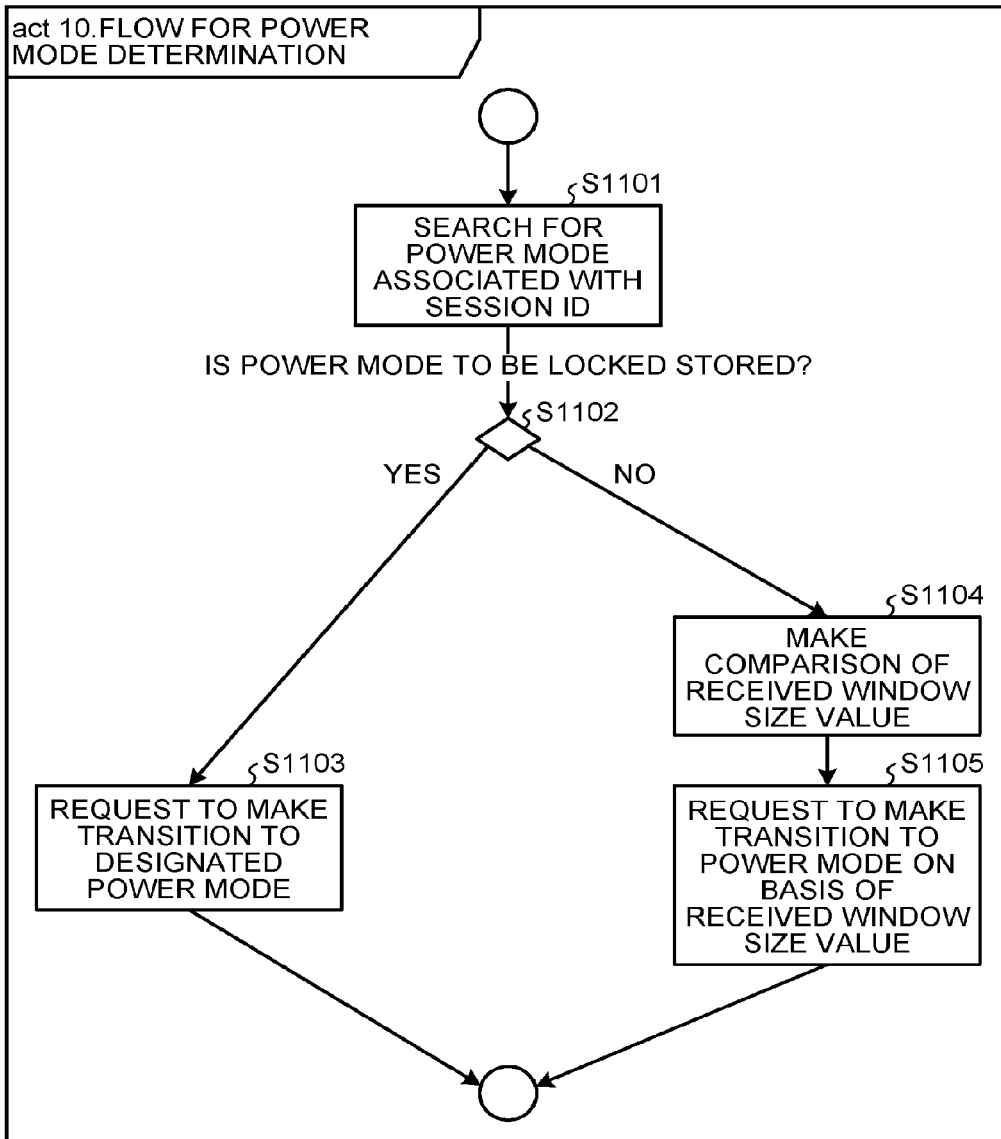 act 10.FLOW FOR POWER
MODE DETERMINATION
S1101
SEARCH FOR
POWER MODE
ASSOCIATED WITH
SESSION ID
IS POWER MODE TO BE LOCKED STORED?
S1102
YES
NO
S1104
MAKE
COMPARISON OF
RECEIVED WINDOW
SIZE VALUE
S1103
REQUEST TO MAKE
TRANSITION TO
DESIGNATED
POWER MODE
S1105
REQUEST TO MAKE
TRANSITION TO
POWER MODE ON
BASIS OF
RECEIVED WINDOW
SIZE VALUE